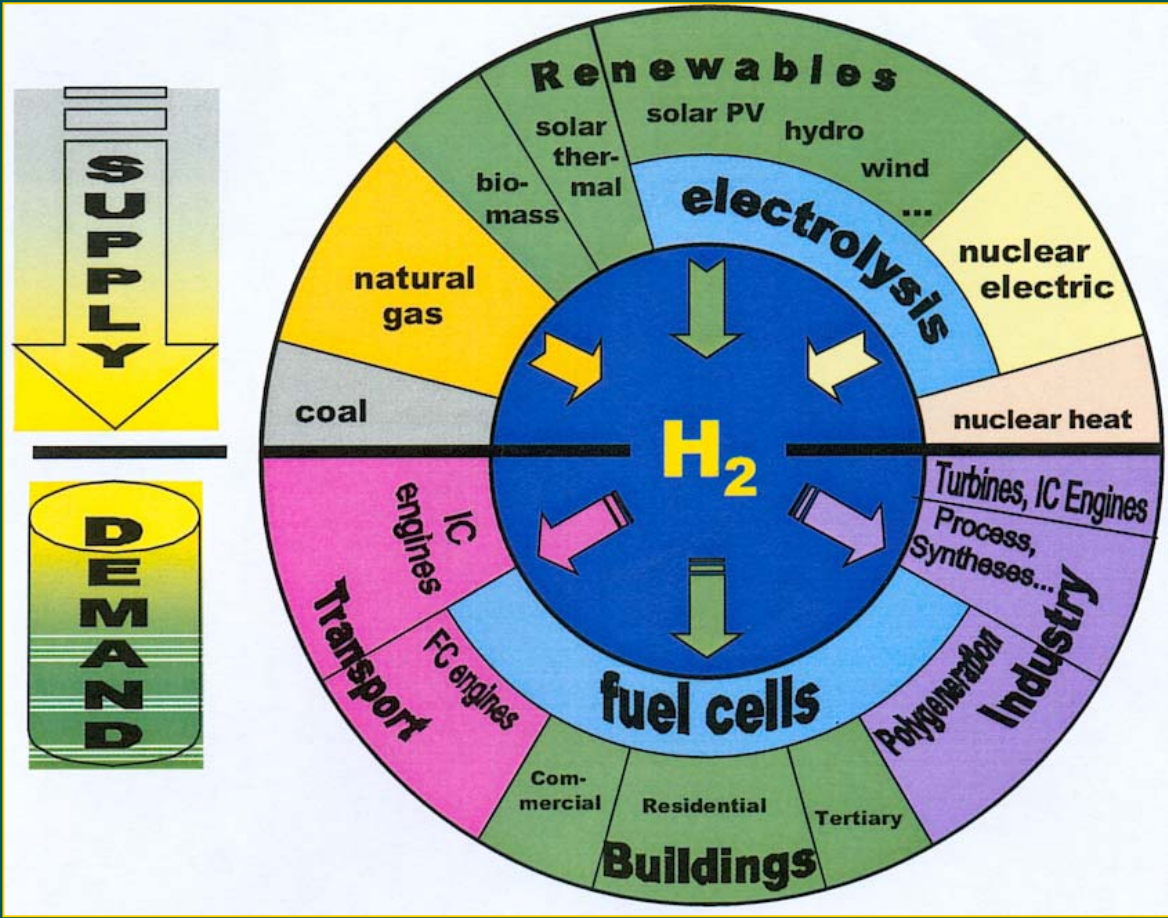 SUPPLY
DEMAND
Renewables
solar PV
hydro
wind
...
solar
ther-
mal
bio-
mass
electrolysis
natural
gas
nuclear
electric
coal
nuclear heat
H2
IC
engines
Transport
FC engines
fuel cells
Turbines, IC Engines
Process,
Syntheses...
Industry
Polygeneration
Com-
mercial
Residential
Tertiary
Buildings